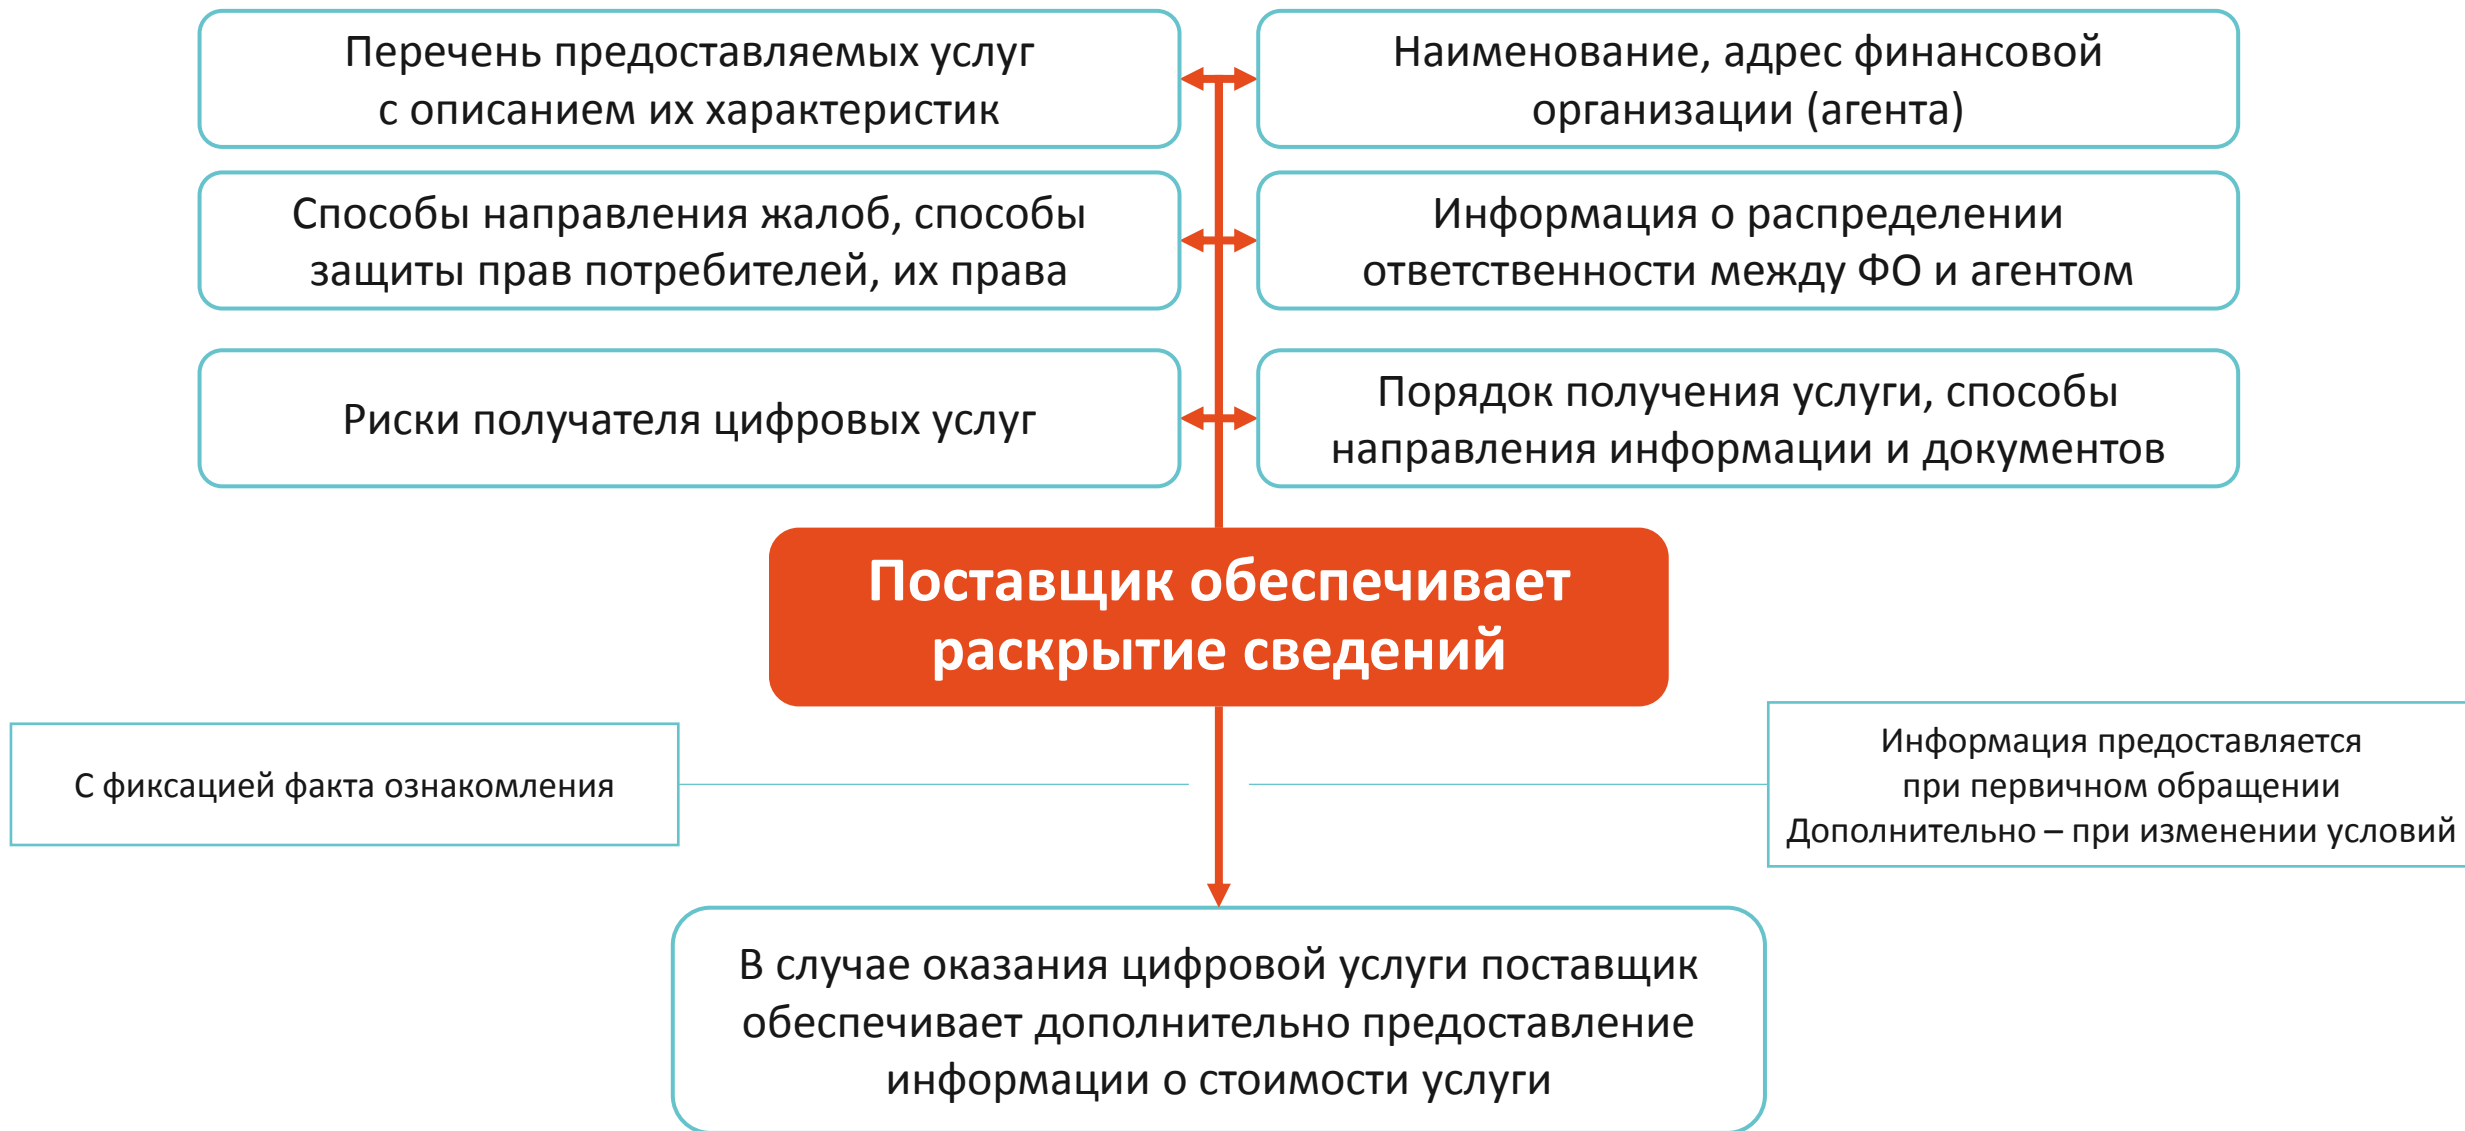 Перечень предоставляемых услуг
с описанием их характеристик
Наименование, адрес финансовой
организации (агента)
Способы направления жалоб, способы
защиты прав потребителей, их права
Информация о распределении
ответственности между ФО и агентом
Риски получателя цифровых услуг
Порядок получения услуги, способы
направления информации и документов
Поставщик обеспечивает
раскрытие сведений
С фиксацией факта ознакомления
Информация предоставляется
при первичном обращении
Дополнительно – при изменении условий
В случае оказания цифровой услуги поставщик
обеспечивает дополнительно предоставление
информации о стоимости услуги